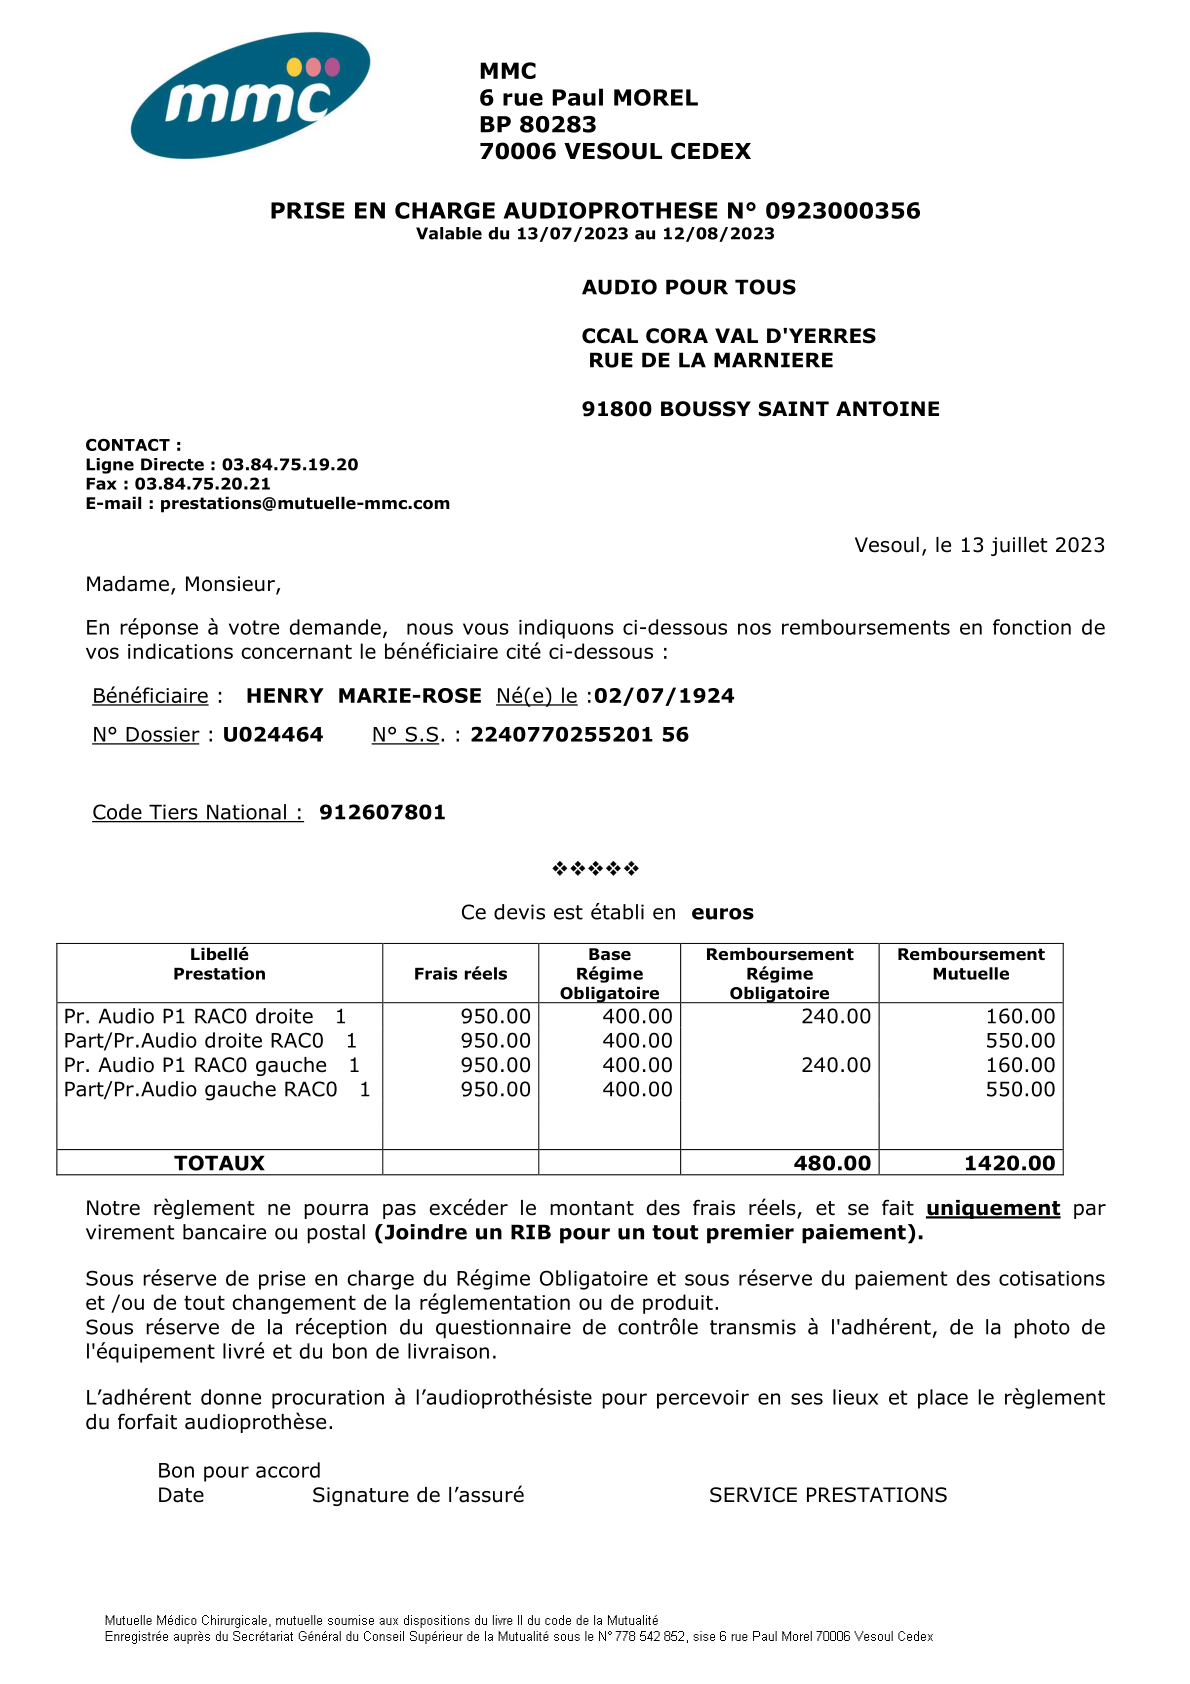 mmc
MMC
6 rue Paul MOREL
BP 80283
70006 VESOUL CEDEX
PRISE EN CHARGE AUDIOPROTHESE N° 0923000356
Valable du 13/07/2023 au 12/08/2023
AUDIO POUR TOUS
CCAL CORA VAL D'YERRES
RUE DE LA MARNIERE
91800 BOUSSY SAINT ANTOINE
CONTACT :
Ligne Directe : 03.84.75.19.20
Fax : 03.84.75.20.21
E-mail : prestations@mutuelle-mmc.com
Vesoul, le 13 juillet 2023
Madame, Monsieur,
En réponse à votre demande, nous vous indiquons ci-dessous nos remboursements en fonction de
vos indications concernant le bénéficiaire cité ci-dessous :
Bénéficiaire : HENRY MARIE-ROSE Né(e) le :02/07/1924
N° Dossier : U024464 N° S.S. : 2240770255201 56
Code Tiers National : 912607801
❖❖❖❖❖
Ce devis est établi en euros
Libellé Prestation Frais réels Base Régime Obligatoire Remboursement Régime Obligatoire Remboursement Mutuelle
Pr. Audio P1 RAC0 droite 1 950.00 400.00 240.00 160.00
Part/Pr.Audio droite RAC0 1 950.00 400.00 550.00
Pr. Audio P1 RAC0 gauche 1 950.00 400.00 240.00 160.00
Part/Pr.Audio gauche RAC0 1 950.00 400.00 550.00
TOTAUX 480.00 1420.00
Notre règlement ne pourra pas excéder le montant des frais réels, et se fait uniquement par
virement bancaire ou postal (Joindre un RIB pour un tout premier paiement).
Sous réserve de prise en charge du Régime Obligatoire et sous réserve du paiement des cotisations
et /ou de tout changement de la réglementation ou de produit.
Sous réserve de la réception du questionnaire de contrôle transmis à l'adhérent, de la photo de
l'équipement livré et du bon de livraison.
L’adhérent donne procuration à l’audioprothésiste pour percevoir en ses lieux et place le règlement
du forfait audioprothèse.
Bon pour accord
Date Signature de l’assuré SERVICE PRESTATIONS
Mutuelle Médico Chirurgicale, mutuelle soumise aux dispositions du livre II du code de la Mutualité
Enregistrée auprès du Secrétariat Général du Conseil Supérieur de la Mutualité sous le N° 778 542 852, sise 6 rue Paul Morel 70006 Vesoul Cedex